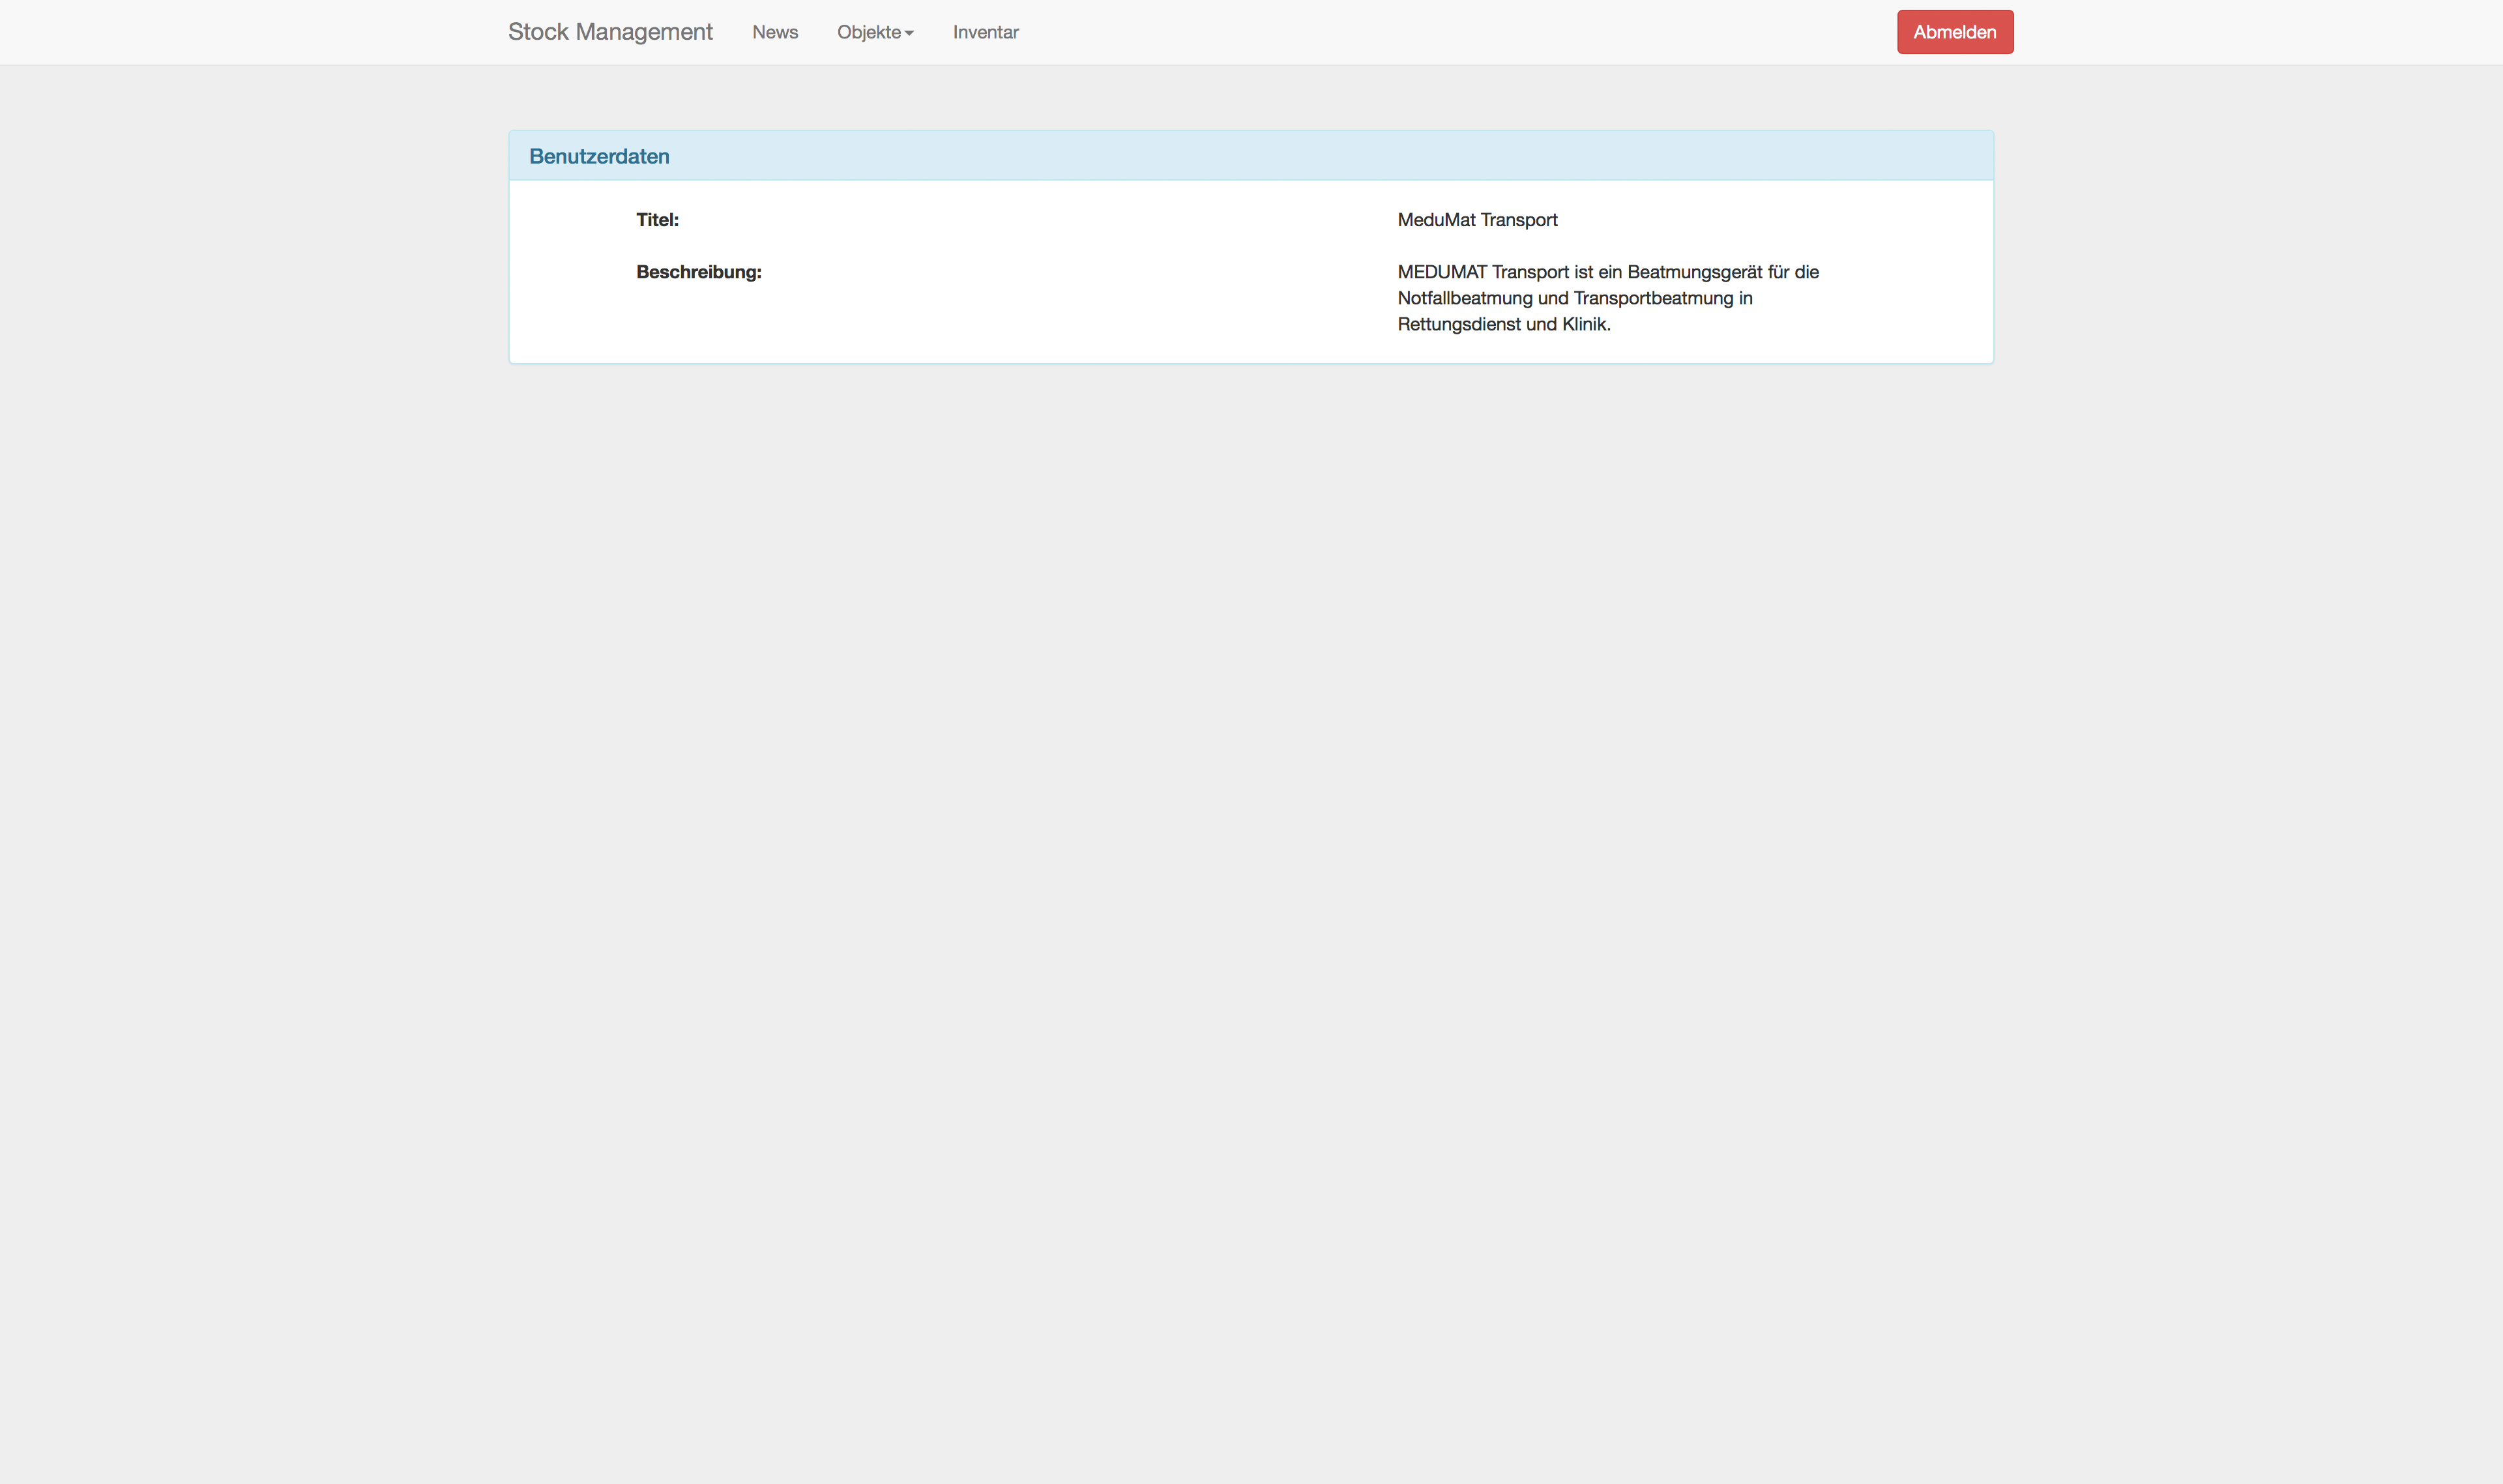 Stock Management News Objekte Inventar Abmelden
Benutzerdaten
Titel: MeduMat Transport
Beschreibung: MEDUMAT Transport ist ein Beatmungsgerät für die
Notfallbeatmung und Transportbeatmung in
Rettungsdienst und Klinik.